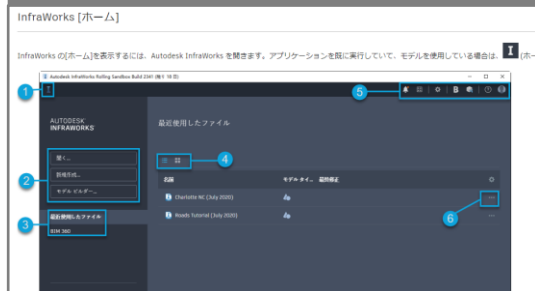 InfraWorks [ホーム]
InfraWorks の[ホーム]を表示するには、Autodesk InfraWorks を開きます。アプリケーションを既に実行していて、モデルを使用している場合は、 I (ホー
Autodesk InfraWorks Rolling Sandbox Build 2341
1
5
AUTODESK'
INFRAWORKS
最近使用したファイル
開く...
新規作成...
モデル ビルダー...
2
4
名前 モデル タイ... 最終修正
Charlotte NC (July 2020)
Roads Tutorial (July 2020)
3
最近使用したファイル
BIM 360
6